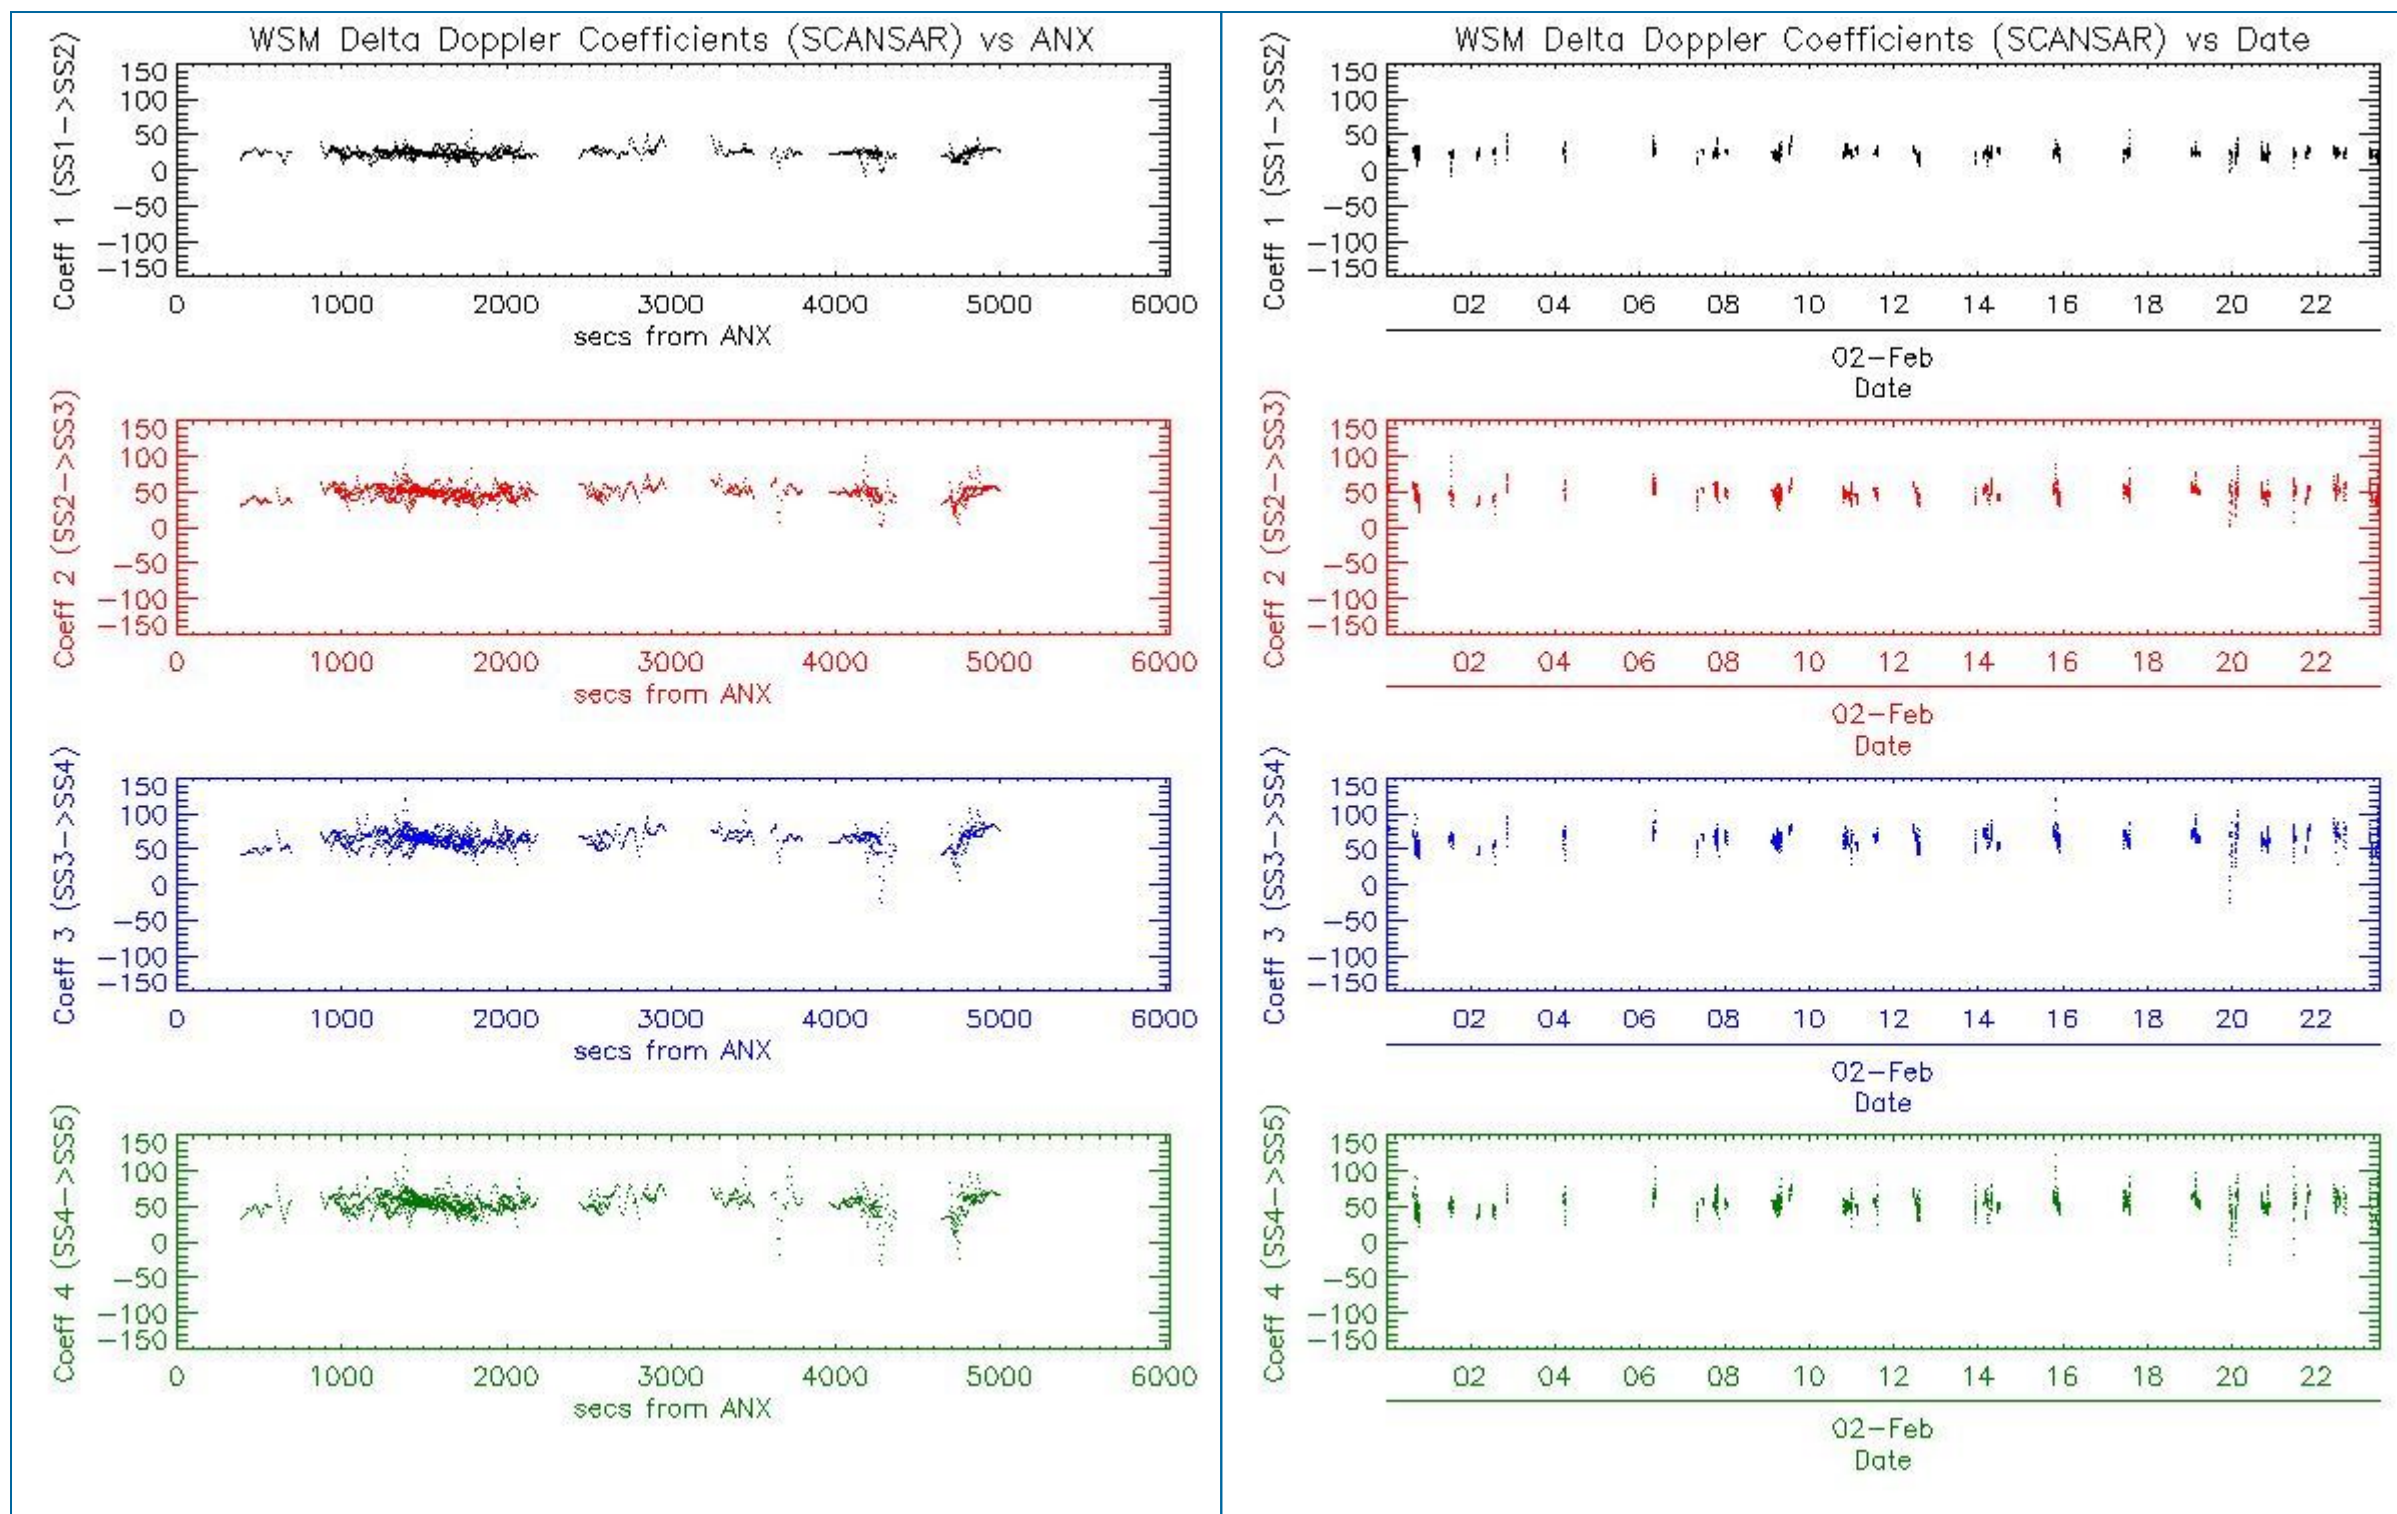 WSM Delta Doppler Coefficients (SCANSAR) vs ANX
Coeff 1 (SS1->SS2)
150
100
50
0
-50
-100
-150
0 1000 2000 3000 4000 5000 6000
secs from ANX
Coeff 2 (SS2->SS3)
150
100
50
0
-50
-100
-150
0 1000 2000 3000 4000 5000 6000
secs from ANX
Coeff 3 (SS3->SS4)
150
100
50
0
-50
-100
-150
0 1000 2000 3000 4000 5000 6000
secs from ANX
Coeff 4 (SS4->SS5)
150
100
50
0
-50
-100
-150
0 1000 2000 3000 4000 5000 6000
secs from ANX
WSM Delta Doppler Coefficients (SCANSAR) vs Date
Coeff 1 (SS1->SS2)
150
100
50
0
-50
-100
-150
02 04 06 08 10 12 14 16 18 20 22
02-Feb
Date
Coeff 2 (SS2->SS3)
150
100
50
0
-50
-100
-150
02 04 06 08 10 12 14 16 18 20 22
02-Feb
Date
Coeff 3 (SS3->SS4)
150
100
50
0
-50
-100
-150
02 04 06 08 10 12 14 16 18 20 22
02-Feb
Date
Coeff 4 (SS4->SS5)
150
100
50
0
-50
-100
-150
02 04 06 08 10 12 14 16 18 20 22
02-Feb
Date